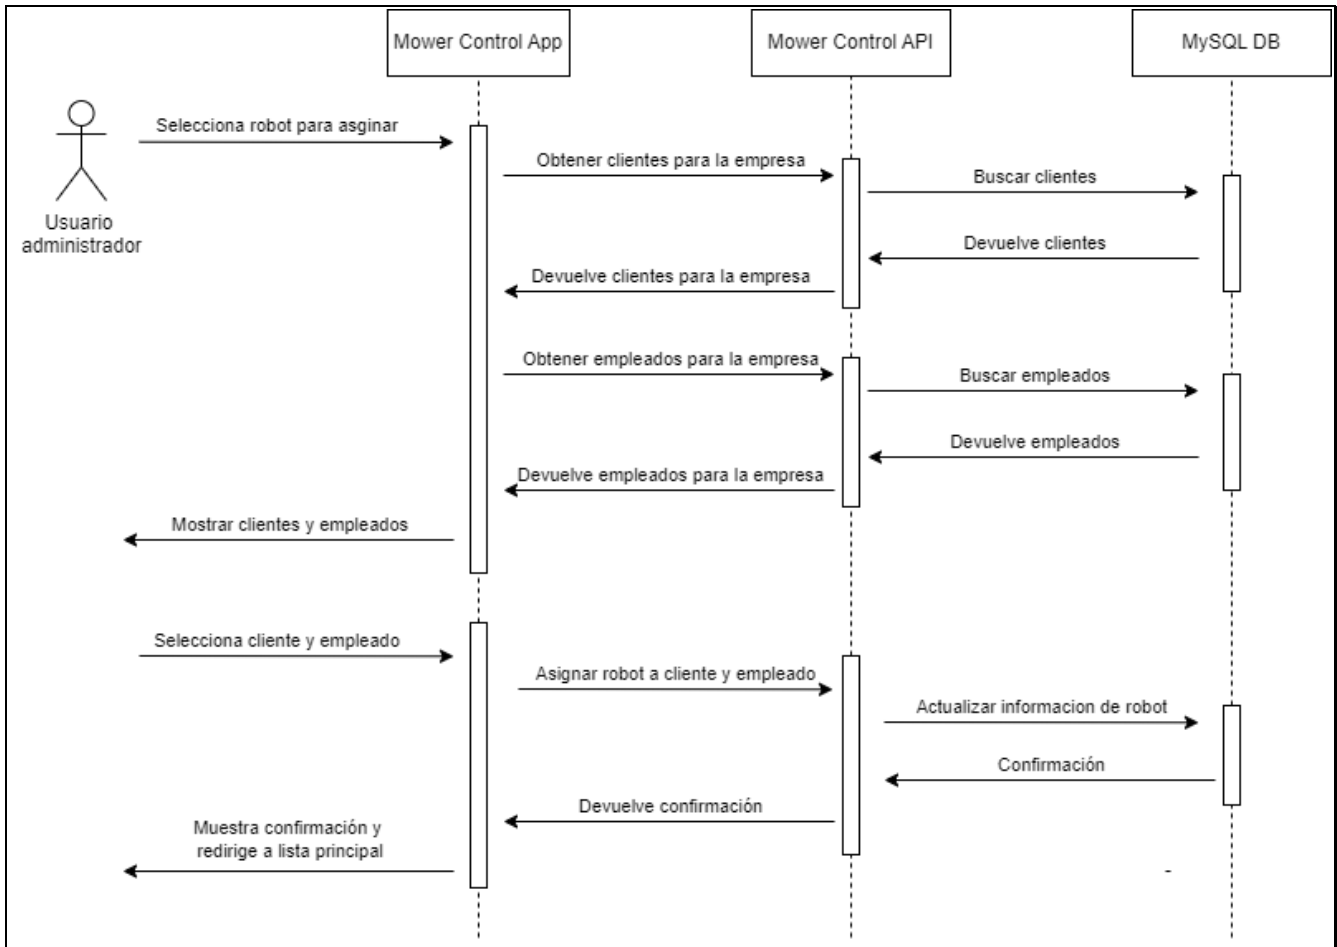 Mower Control App
Mower Control API
MySQL DB
Selecciona robot para asginar
Obtener clientes para la empresa
Buscar clientes
Usuario
administrador
Devuelve clientes
Devuelve clientes para la empresa
Obtener empleados para la empresa
Buscar empleados
Devuelve empleados
Devuelve empleados para la empresa
Mostrar clientes y empleados
Selecciona cliente y empleado
Asignar robot a cliente y empleado
Actualizar informacion de robot
Confirmación
Devuelve confirmación
Muestra confirmación y
redirige a lista principal
-